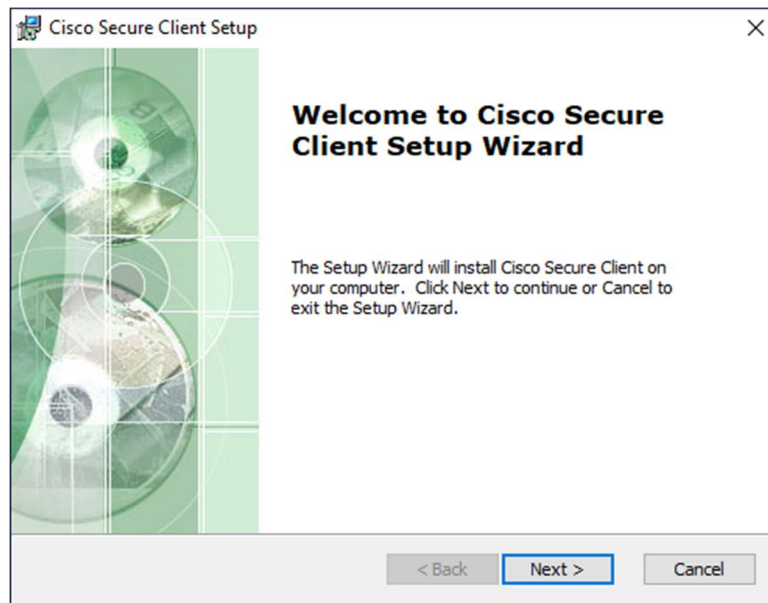 Cisco Secure Client Setup
Welcome to Cisco Secure
Client Setup Wizard
The Setup Wizard will install Cisco Secure Client on
your computer.  Click Next to continue or Cancel to
exit the Setup Wizard.
< Back
Next >
Cancel